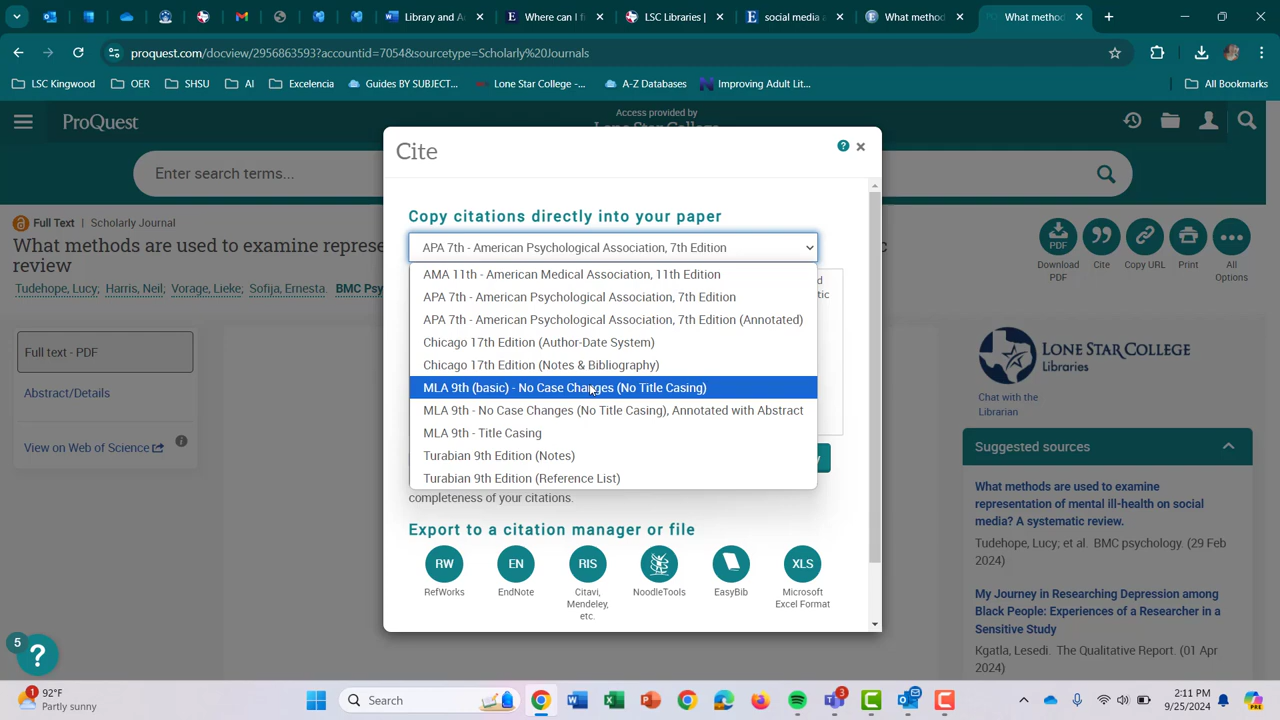 Library and A
Where can I fi
LSC Libraries |
social media a
What method
What method
proquest.com/docview/2956863593?accountid=7054&sourcetype=Scholarly%20Journals
LSC Kingwood
OER
SHSU
AI
Excelencia
Guides BY SUBJECT...
Lone Star College -...
A-Z Databases
Improving Adult Lit...
All Bookmarks
Access provided by
ProQuest
Enter search terms...
Full Text | Scholarly Journal
What methods are used to examine repres
review
Tudehope, Lucy; Harris, Neil; Vorage, Lieke; Sofija, Ernesta. BMC Psy
PDF
Download PDF
Cite
Copy URL
Print
All Options
Full text - PDF
Abstract/Details
View on Web of Science
Cite
Copy citations directly into your paper
APA 7th - American Psychological Association, 7th Edition
AMA 11th - American Medical Association, 11th Edition
APA 7th - American Psychological Association, 7th Edition
APA 7th - American Psychological Association, 7th Edition (Annotated)
Chicago 17th Edition (Author-Date System)
Chicago 17th Edition (Notes & Bibliography)
MLA 9th (basic) - No Case Changes (No Title Casing)
MLA 9th - No Case Changes (No Title Casing), Annotated with Abstract
MLA 9th - Title Casing
Turabian 9th Edition (Notes)
Turabian 9th Edition (Reference List)
completeness of your citations.
Export to a citation manager or file
RW
EN
RIS
XLS
RefWorks
EndNote
Citavi,
Mendeley,
etc.
NoodleTools
EasyBib
Microsoft
Excel Format
LONE STAR COLLEGE
Libraries
Chat with the
Librarian
Suggested sources
What methods are used to examine
representation of mental ill-health on social
media? A systematic review.
Tudehope, Lucy; et al. BMC psychology. (29 Feb
2024)
My Journey in Researching Depression among
Black People: Experiences of a Researcher in a
Sensitive Study
Kgatla, Lesedi. The Qualitative Report. (01 Apr
2024)
5
?
1
92°F
Partly sunny
Search
3
2:11 PM
9/25/2024